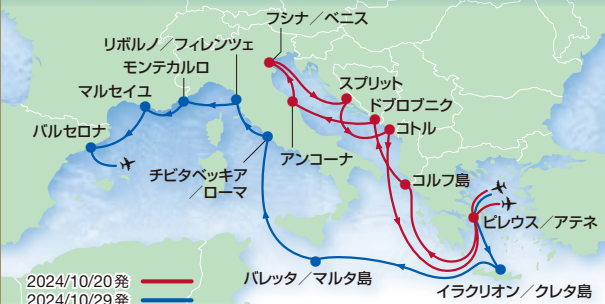 フシナ／ベニス
リボルノ／フィレンツェ
モンテカルロ
マルセイユ
バルセロナ
スプリット
ドブロブニク
コトル
アンコーナ
チビタベッキア
／ローマ
コルフ島
ピレウス／アテネ
バレッタ／マルタ島
イラクリオン／クレタ島
2024/10/20発
2024/10/29発